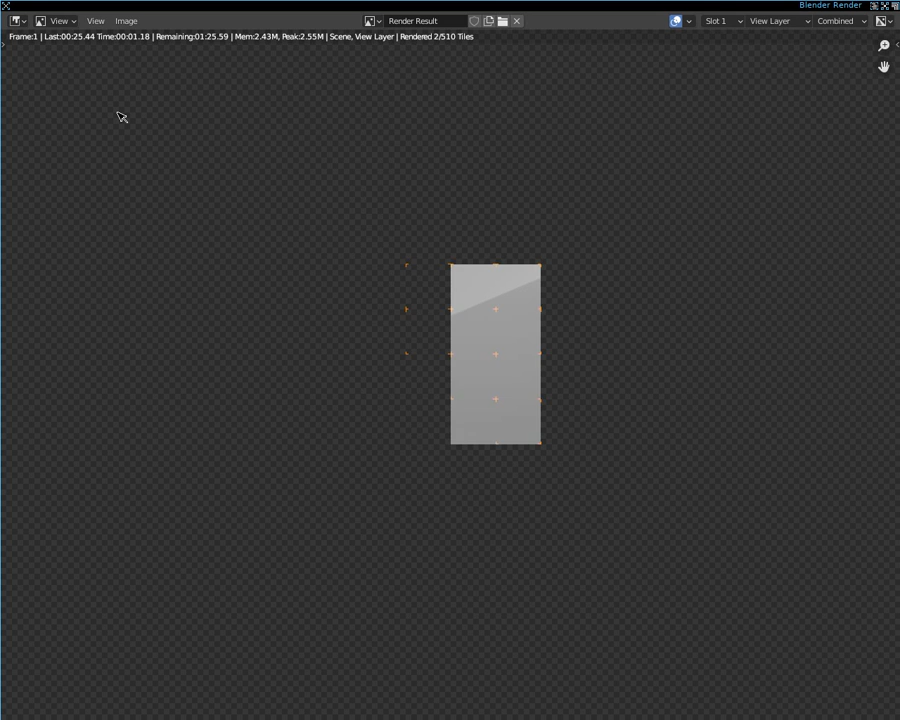 Blender Render
View View Image Render Result Slot 1 View Layer Combined
Frame:1 | Last:00:25.44 Time:00:01.18 | Remaining:01:25.59 | Mem:2.43M, Peak:2.55M | Scene, View Layer | Rendered 2/510 Tiles